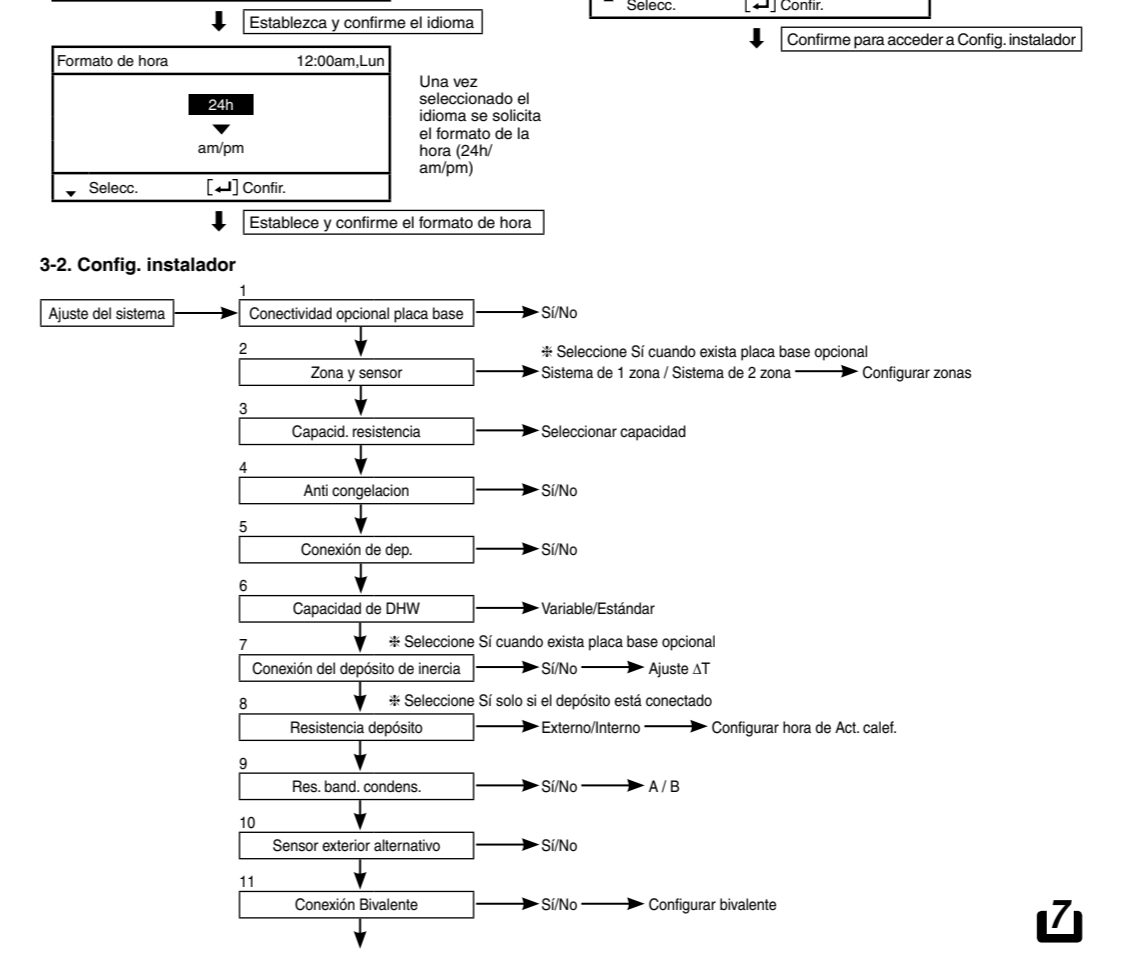 Establezca y confirme el idioma
Formato de hora 12:00am,Lun
24h
am/pm
Selecc. [↵] Confir.
Una vez
seleccionado el
idioma se solicita
el formato de la
hora (24h/
am/pm)
Establece y confirme el formato de hora
Selecc. [↵] Confir.
Confirme para acceder a Config. instalador
3-2. Config. instalador
Ajuste del sistema
1
Conectividad opcional placa base
Sí/No
2
❉ Seleccione Sí cuando exista placa base opcional
Zona y sensor
Sistema de 1 zona / Sistema de 2 zona
Configurar zonas
3
Capacid. resistencia
Seleccionar capacidad
4
Anti congelacion
Sí/No
5
Conexión de dep.
Sí/No
6
Capacidad de DHW
Variable/Estándar
7
❉ Seleccione Sí cuando exista placa base opcional
Conexión del depósito de inercia
Sí/No
Ajuste ΔT
8
❉ Seleccione Sí solo si el depósito está conectado
Resistencia depósito
Externo/Interno
Configurar hora de Act. calef.
9
Res. band. condens.
Sí/No
A / B
10
Sensor exterior alternativo
Sí/No
11
Conexión Bivalente
Sí/No
Configurar bivalente
7